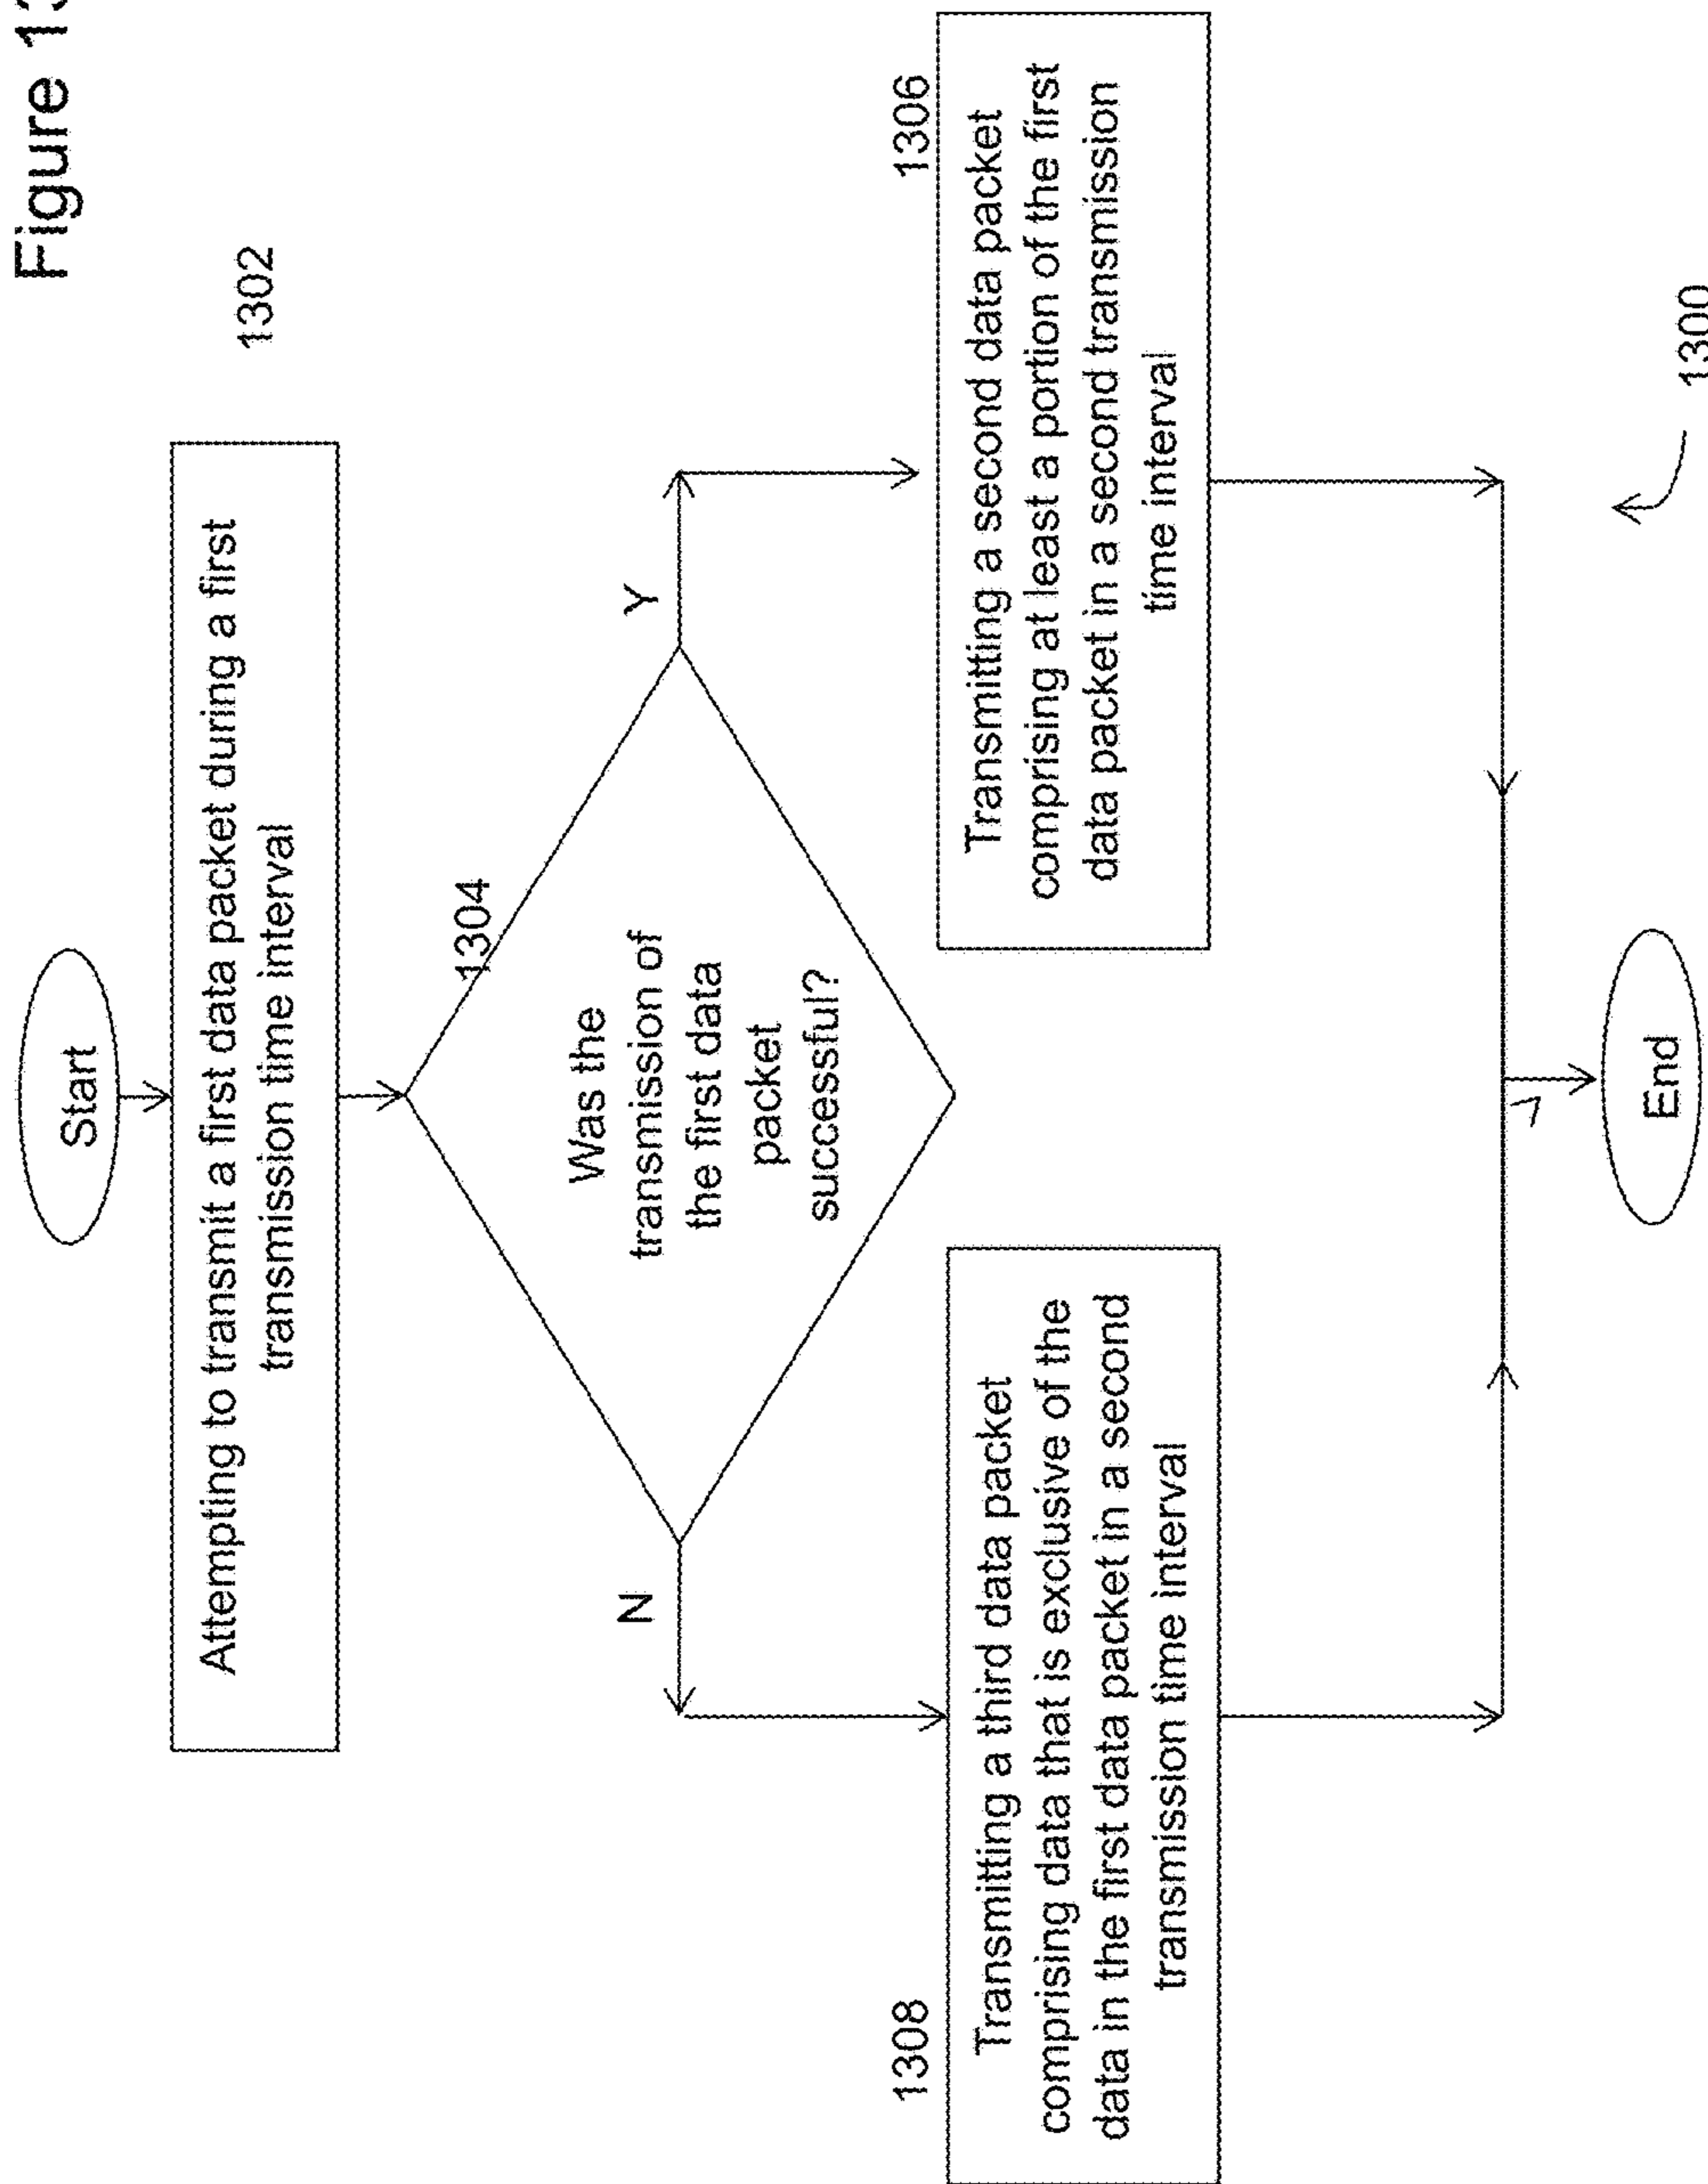 Figure 13
Start
1302
Attempting to transmit a first data packet during a first
transmission time interval
1304
Was the
transmission of
the first data
packet
successful?
N
Y
1308
Transmitting a third data packet
comprising data that is exclusive of the
data in the first data packet in a second
transmission time interval
1306
Transmitting a second data packet
comprising at least a portion of the first
data packet in a second transmission
time interval
End
1300